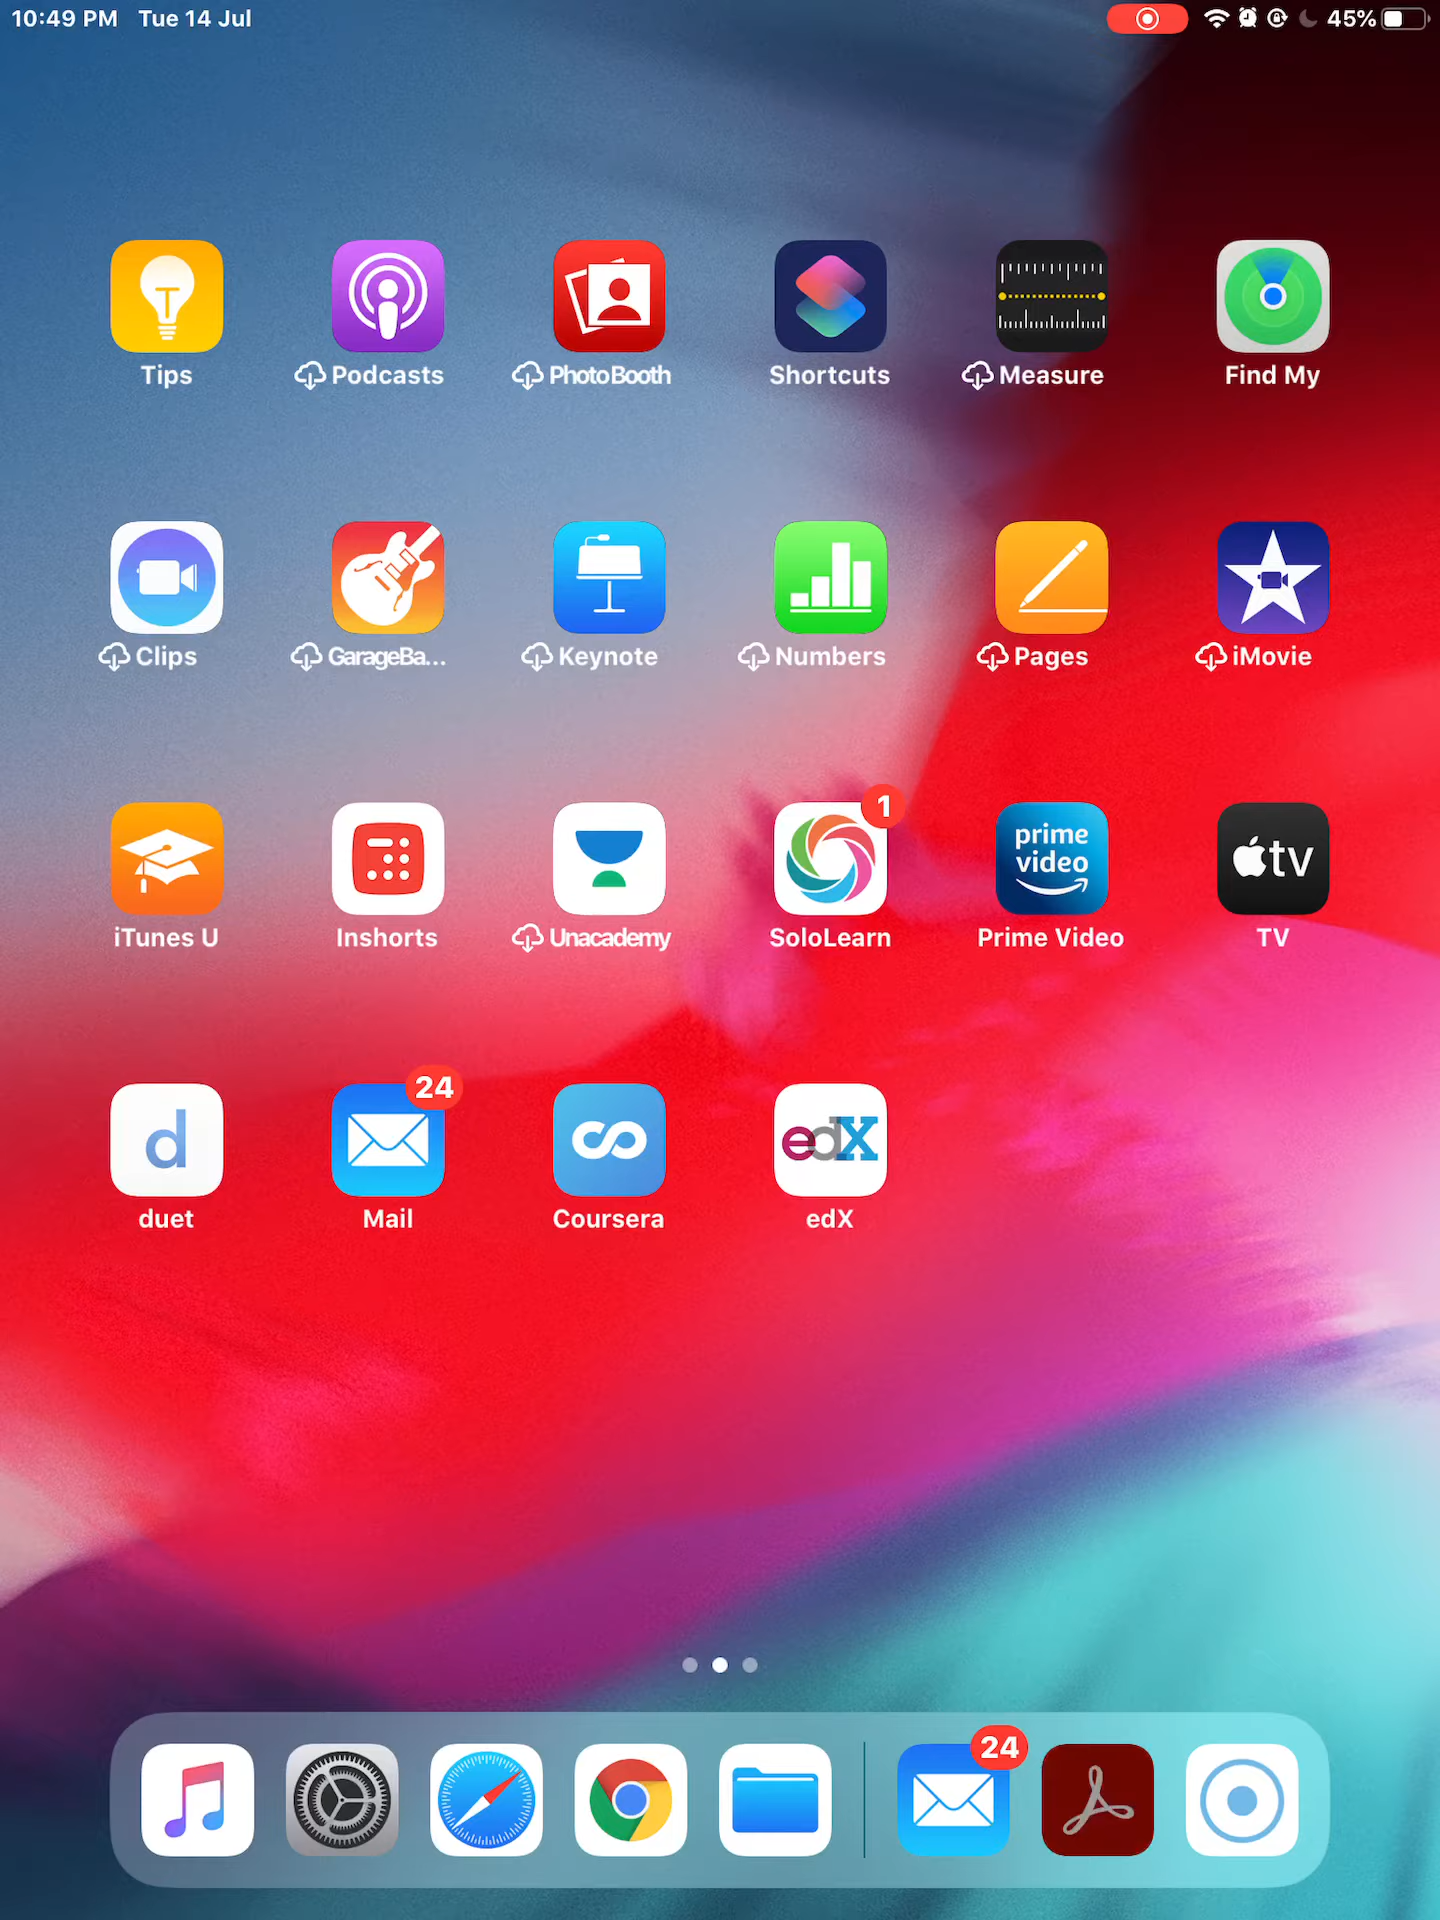 10:49 PM Tue 14 Jul 45%
Tips Podcasts Photo Booth Shortcuts Measure Find My
Clips GarageBa... Keynote Numbers Pages iMovie
1
prime
video
tv
iTunes U Inshorts Unacademy SoloLearn Prime Video TV
24
d edX
duet Mail Coursera edX
24